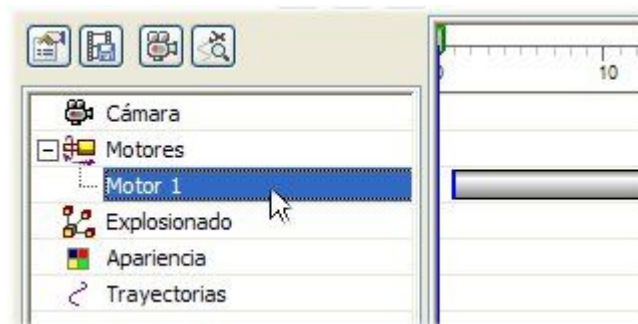 0 10
Cámara
Motores
Motor 1
Explosionado
Apariencia
Trayectorias